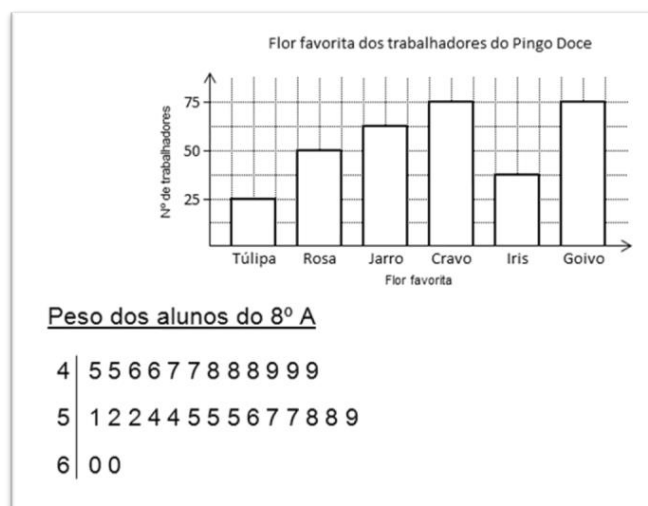 Flor favorita dos trabalhadores do Pingo Doce
Nº de trabalhadores
75
50
25
Túlipa Rosa Jarro Cravo Iris Goivo
Flor favorita
Peso dos alunos do 8º A
4 | 5 5 6 6 7 7 8 8 8 9 9 9
5 | 1 2 2 4 4 5 5 5 6 7 7 8 8 9
6 | 0 0